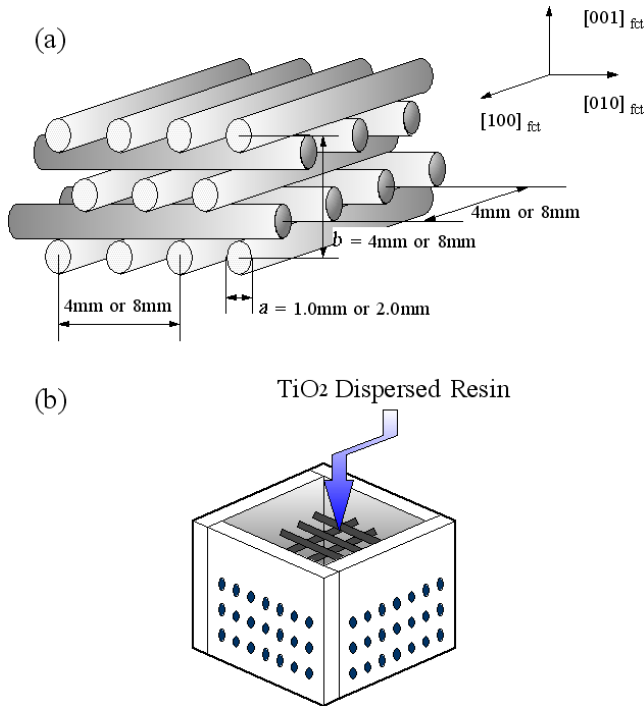 (a)
[001] fct
[010] fct
[100] fct
4mm or 8mm
b = 4mm or 8mm
4mm or 8mm
a = 1.0mm or 2.0mm
(b)
TiO2 Dispersed Resin